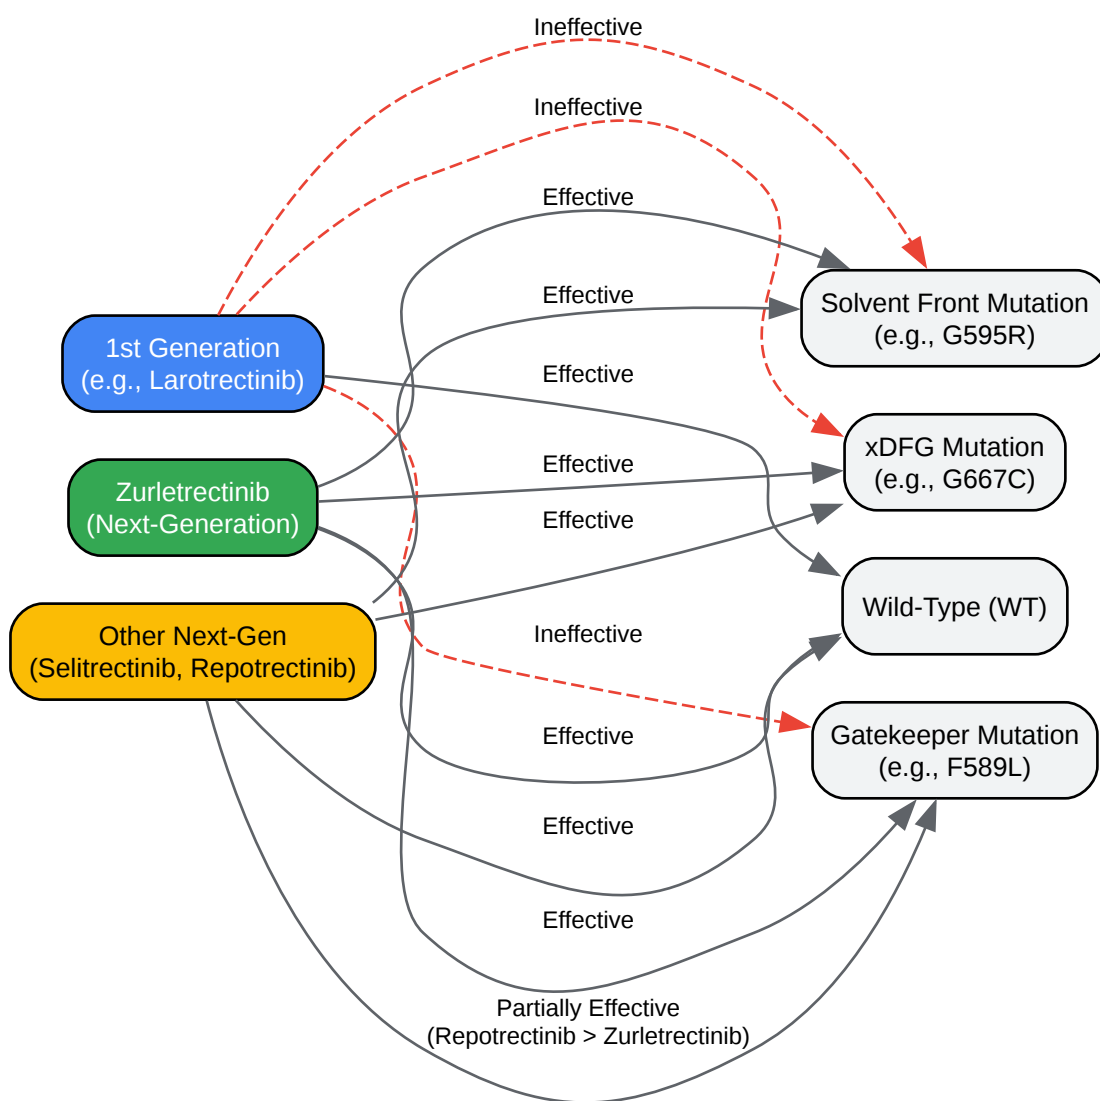 Ineffective
Ineffective
Effective
Effective
Solvent Front Mutation
(e.g., G595R)
1st Generation
(e.g., Larotrectinib)
Effective
xDFG Mutation
(e.g., G667C)
Effective
Zurletrectinib
(Next-Generation)
Effective
Wild-Type (WT)
Other Next-Gen
(Selitrectinib, Repotrectinib)
Ineffective
Effective
Gatekeeper Mutation
(e.g., F589L)
Effective
Effective
Partially Effective
(Repotrectinib > Zurletrectinib)